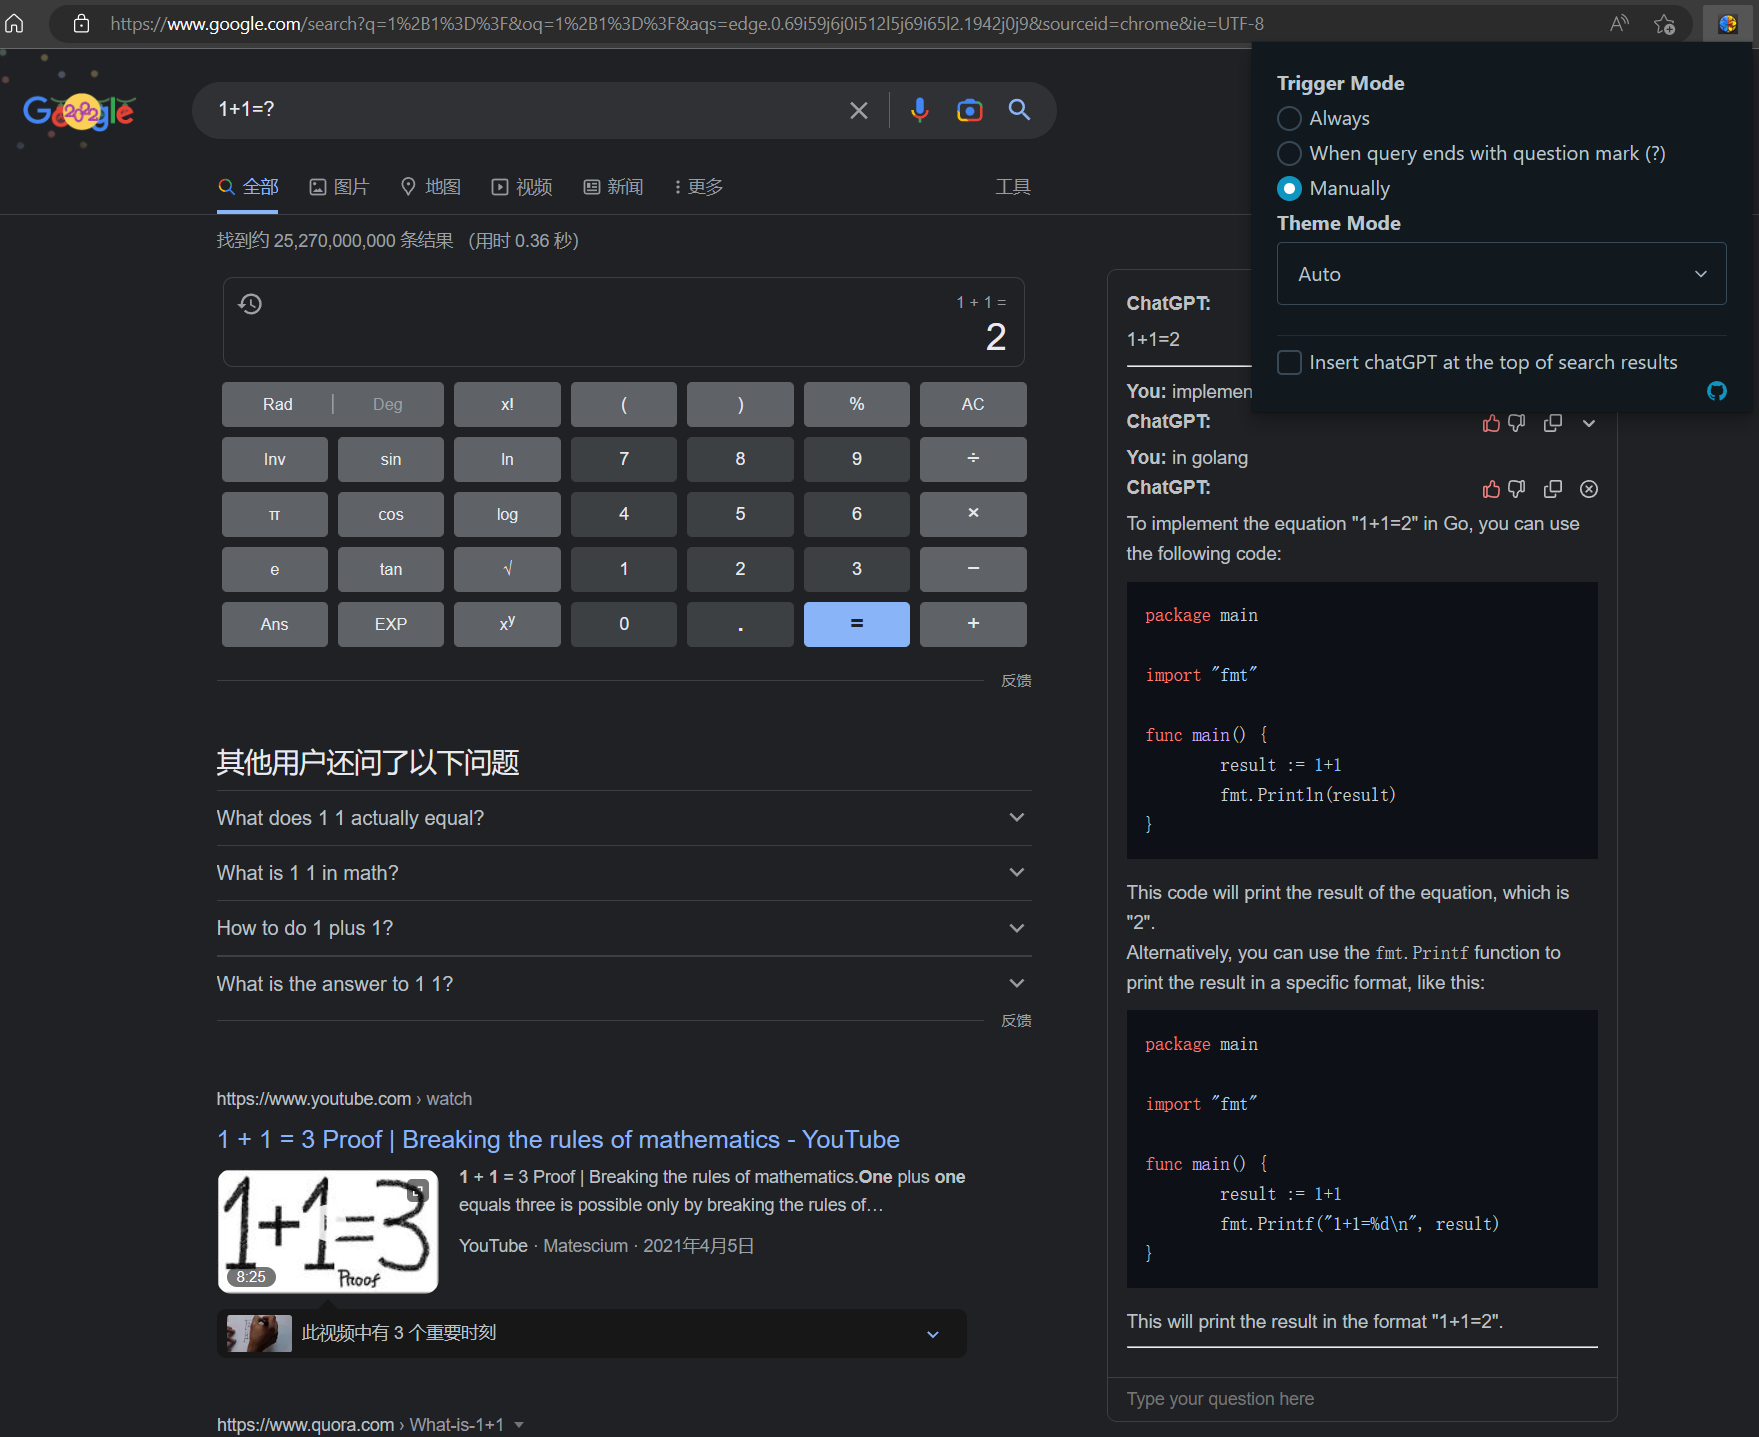 https://www.google.com/search?q=1%2B1%3D%3F&oq=1%2B1%3D%3F&aqs=edge.0.69i59j6j0i512l5j69i65l2.1942j0j9&sourceid=chrome&ie=UTF-8
Google
2022
1+1=?
全部
图片
地图
视频
新闻
更多
工具
找到约 25,270,000,000 条结果 （用时 0.36 秒）
1 + 1 =
2
Rad | Deg x! ( ) % AC
Inv sin ln 7 8 9 ÷
π cos log 4 5 6 ×
e tan √ 1 2 3 −
Ans EXP xy 0 . = +
反馈
其他用户还问了以下问题
What does 1 1 actually equal?
What is 1 1 in math?
How to do 1 plus 1?
What is the answer to 1 1?
反馈
https://www.youtube.com › watch
1 + 1 = 3 Proof | Breaking the rules of mathematics - YouTube
1+1=3
Proof
8:25
1 + 1 = 3 Proof | Breaking the rules of mathematics.One plus one
equals three is possible only by breaking the rules of…
YouTube · Matescium · 2021年4月5日
此视频中有 3 个重要时刻
https://www.quora.com › What-is-1+1
Trigger Mode
Always
When query ends with question mark (?)
Manually
Theme Mode
Auto
Insert chatGPT at the top of search results
ChatGPT:
1+1=2
You: implemen
ChatGPT:
You: in golang
ChatGPT:
To implement the equation "1+1=2" in Go, you can use
the following code:
package main
import "fmt"
func main() {
result := 1+1
fmt.Println(result)
}
This code will print the result of the equation, which is
"2".
Alternatively, you can use the fmt.Printf function to
print the result in a specific format, like this:
package main
import "fmt"
func main() {
result := 1+1
fmt.Printf("1+1=%d\n", result)
}
This will print the result in the format "1+1=2".
Type your question here